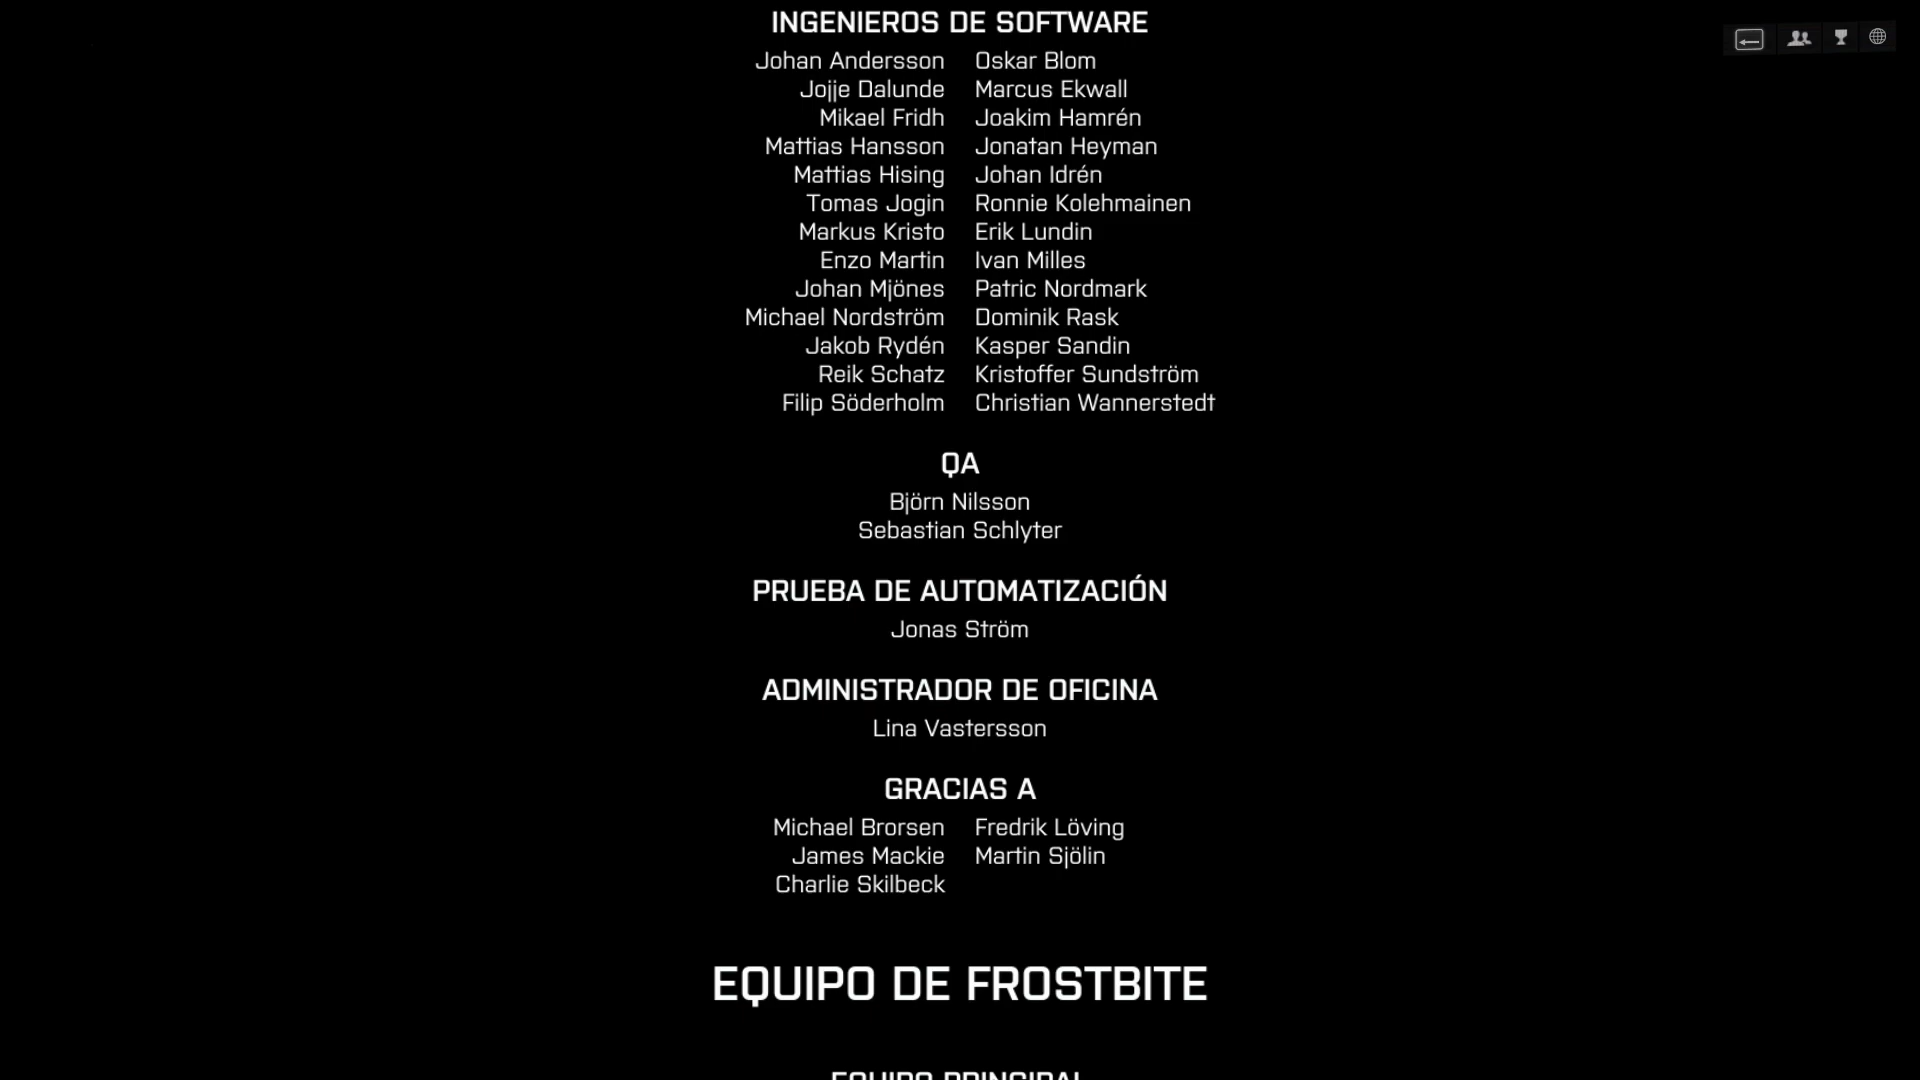 INGENIEROS DE SOFTWARE
Johan Andersson Oskar Blom
Jojje Dalunde Marcus Ekwall
Mikael Fridh Joakim Hamrén
Mattias Hansson Jonatan Heyman
Mattias Hising Johan Idrén
Tomas Jogin Ronnie Kolehmainen
Markus Kristo Erik Lundin
Enzo Martin Ivan Milles
Johan Mjönes Patric Nordmark
Michael Nordström Dominik Rask
Jakob Rydén Kasper Sandin
Reik Schatz Kristoffer Sundström
Filip Söderholm Christian Wannerstedt
QA
Björn Nilsson
Sebastian Schlyter
PRUEBA DE AUTOMATIZACIÓN
Jonas Ström
ADMINISTRADOR DE OFICINA
Lina Vastersson
GRACIAS A
Michael Brorsen Fredrik Löving
James Mackie Martin Sjölin
Charlie Skilbeck
EQUIPO DE FROSTBITE
EQUIPO PRINCIPAL